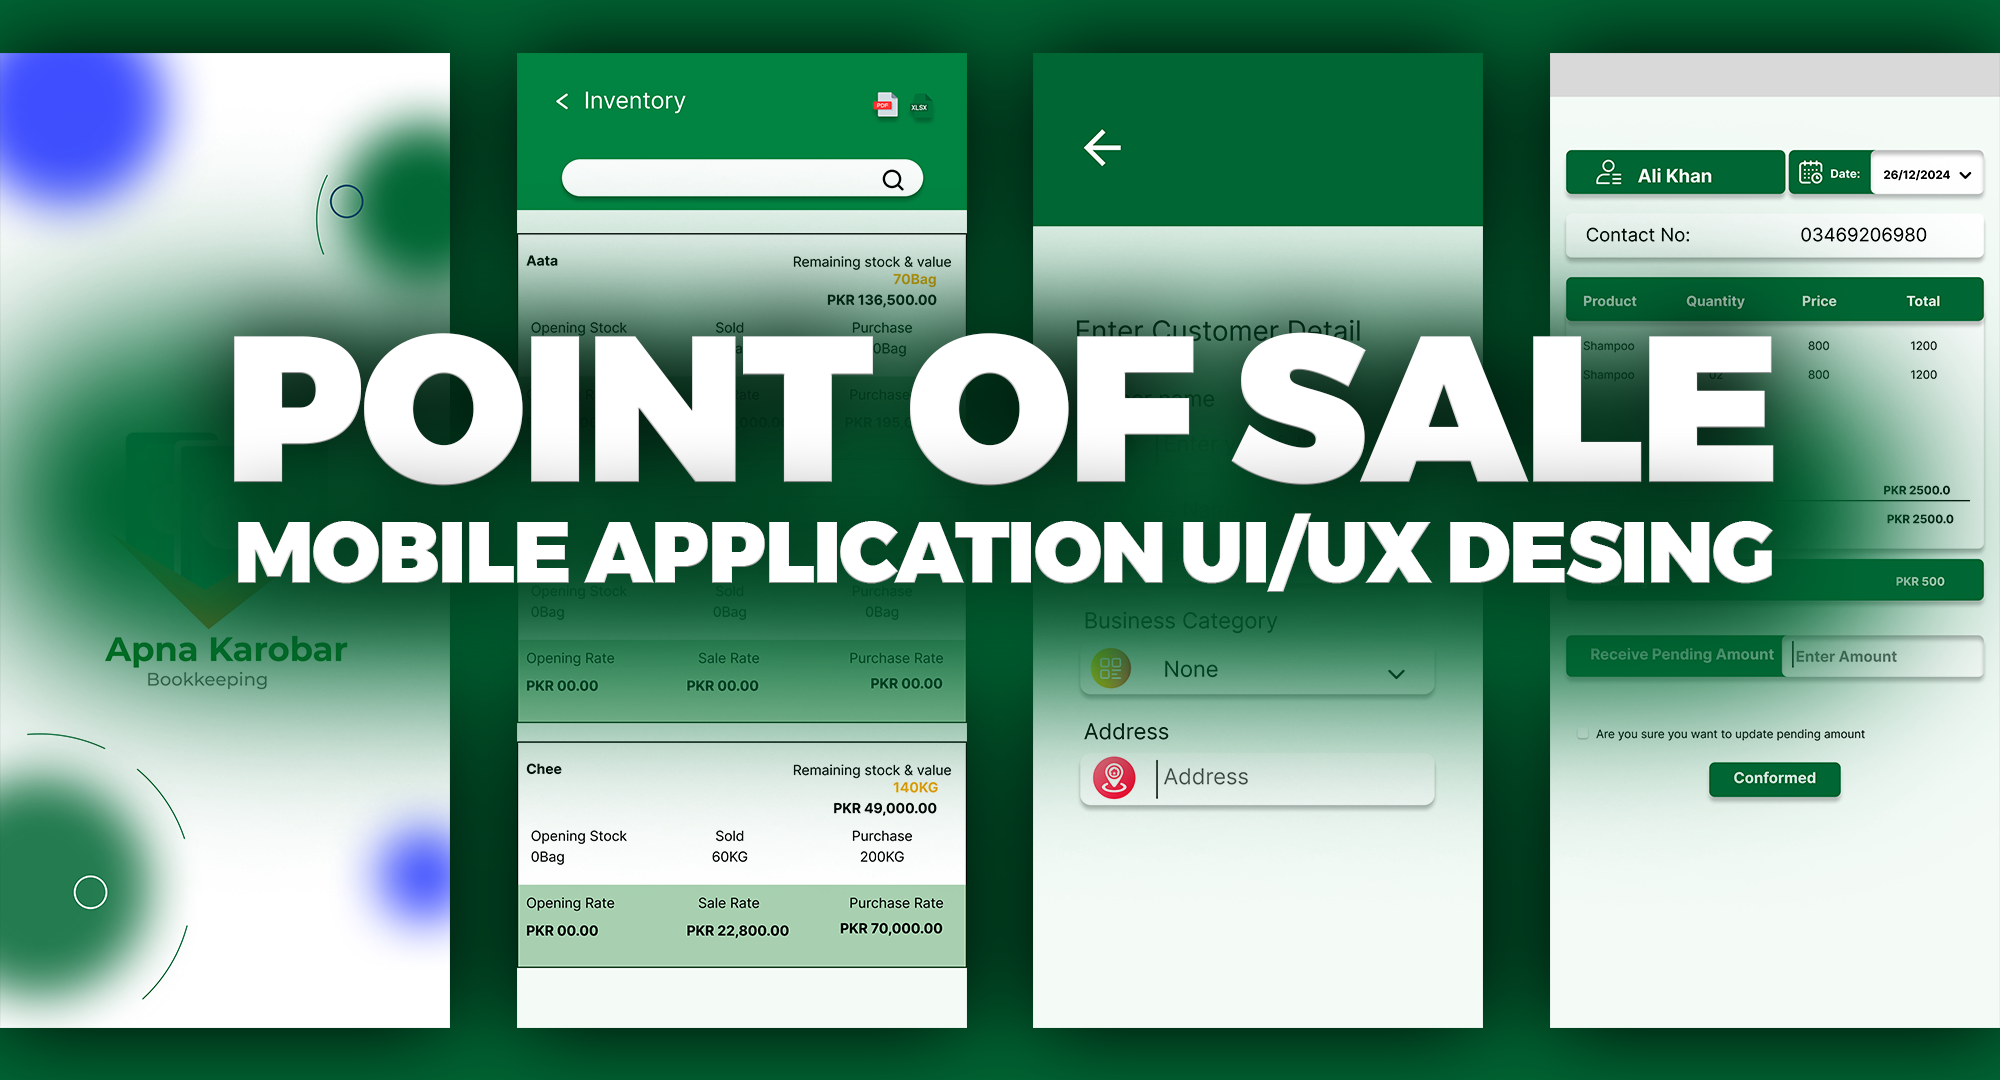 POINT OF SALE
MOBILE APPLICATION UI/UX DESING
Apna Karobar
Bookkeeping
Inventory
PDF
XLSX
Aata
Remaining stock & value
70Bag
PKR 136,500.00
Opening Stock Sold Purchase
0Bag
Purchase
Opening Stock Sold Purchase
0Bag 0Bag 0Bag
Opening Rate Sale Rate Purchase Rate
PKR 00.00 PKR 00.00 PKR 00.00
Chee
Remaining stock & value
140KG
PKR 49,000.00
Opening Stock Sold Purchase
0Bag 60KG 200KG
Opening Rate Sale Rate Purchase Rate
PKR 00.00 PKR 22,800.00 PKR 70,000.00
Enter Customer Detail
Business Category
None
Address
Address
Ali Khan
Date: 26/12/2024
Contact No: 03469206980
Product Quantity Price Total
Shampoo 800 1200
Shampoo 02 800 1200
PKR 2500.0
PKR 2500.0
PKR 500
Receive Pending Amount Enter Amount
Are you sure you want to update pending amount
Conformed